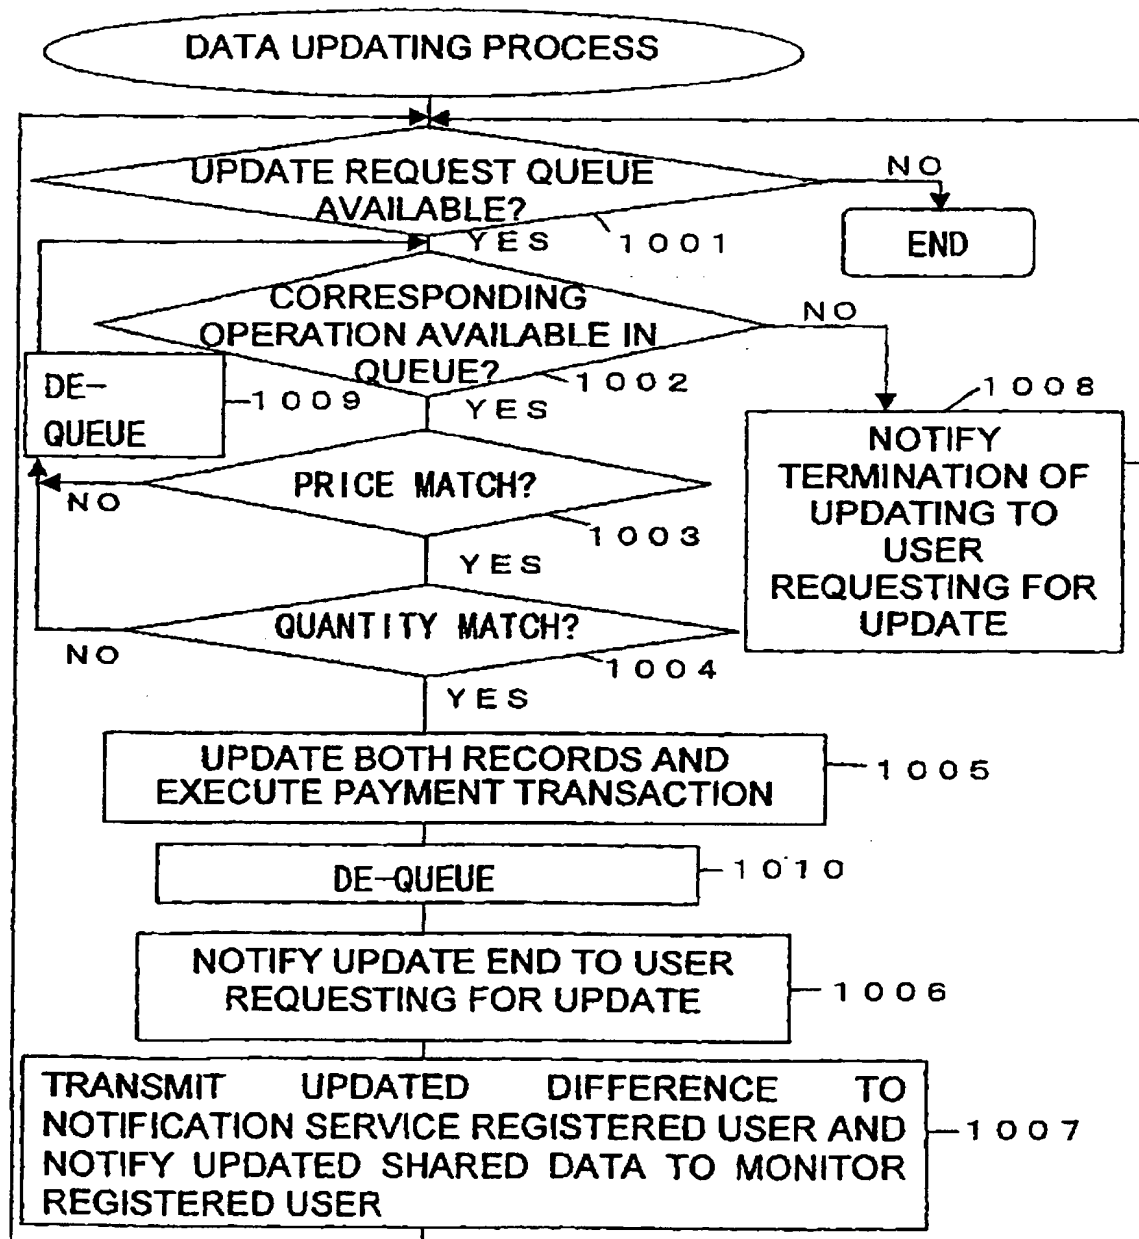 DATA UPDATING PROCESS
UPDATE REQUEST QUEUE
AVAILABLE?
NO
YES
1001
END
CORRESPONDING
OPERATION AVAILABLE IN
QUEUE?
NO
1002
YES
DE-
QUEUE
1009
1008
NOTIFY
TERMINATION OF
UPDATING TO
USER
REQUESTING FOR
UPDATE
PRICE MATCH?
NO
1003
YES
QUANTITY MATCH?
NO
1004
YES
UPDATE BOTH RECORDS AND
EXECUTE PAYMENT TRANSACTION
1005
DE-QUEUE
1010
NOTIFY UPDATE END TO USER
REQUESTING FOR UPDATE
1006
TRANSMIT UPDATED DIFFERENCE TO
NOTIFICATION SERVICE REGISTERED USER AND
NOTIFY UPDATED SHARED DATA TO MONITOR
REGISTERED USER
1007